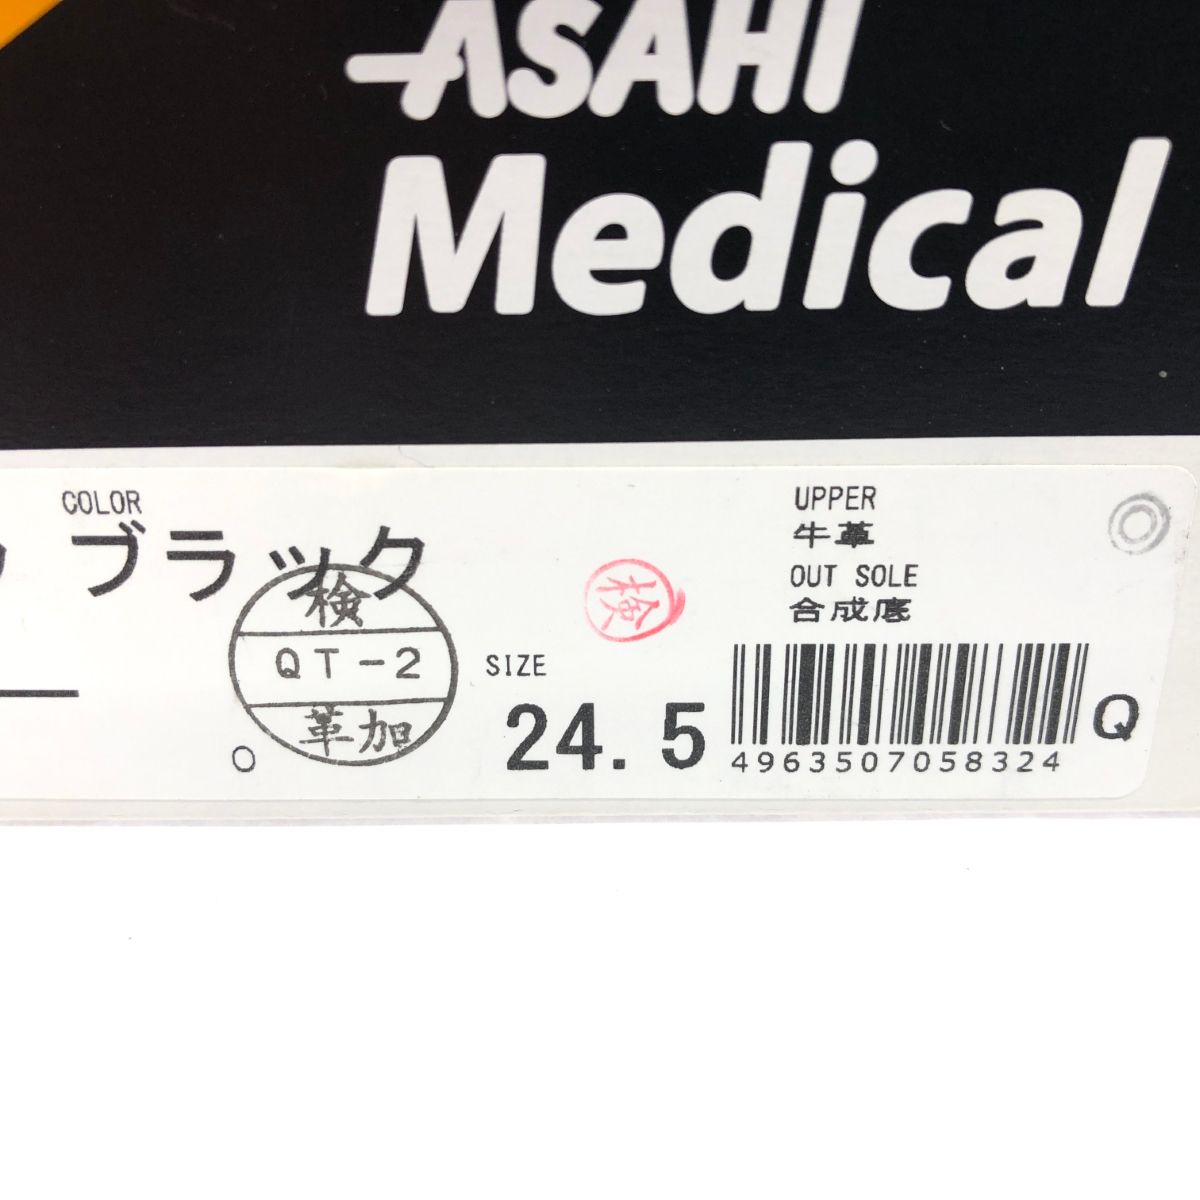 ASAHI
Medical
COLOR
ブラック
検
QT-2
革加
SIZE
24.5
検
UPPER
牛革
OUT SOLE
合成底
4963507058324
Q